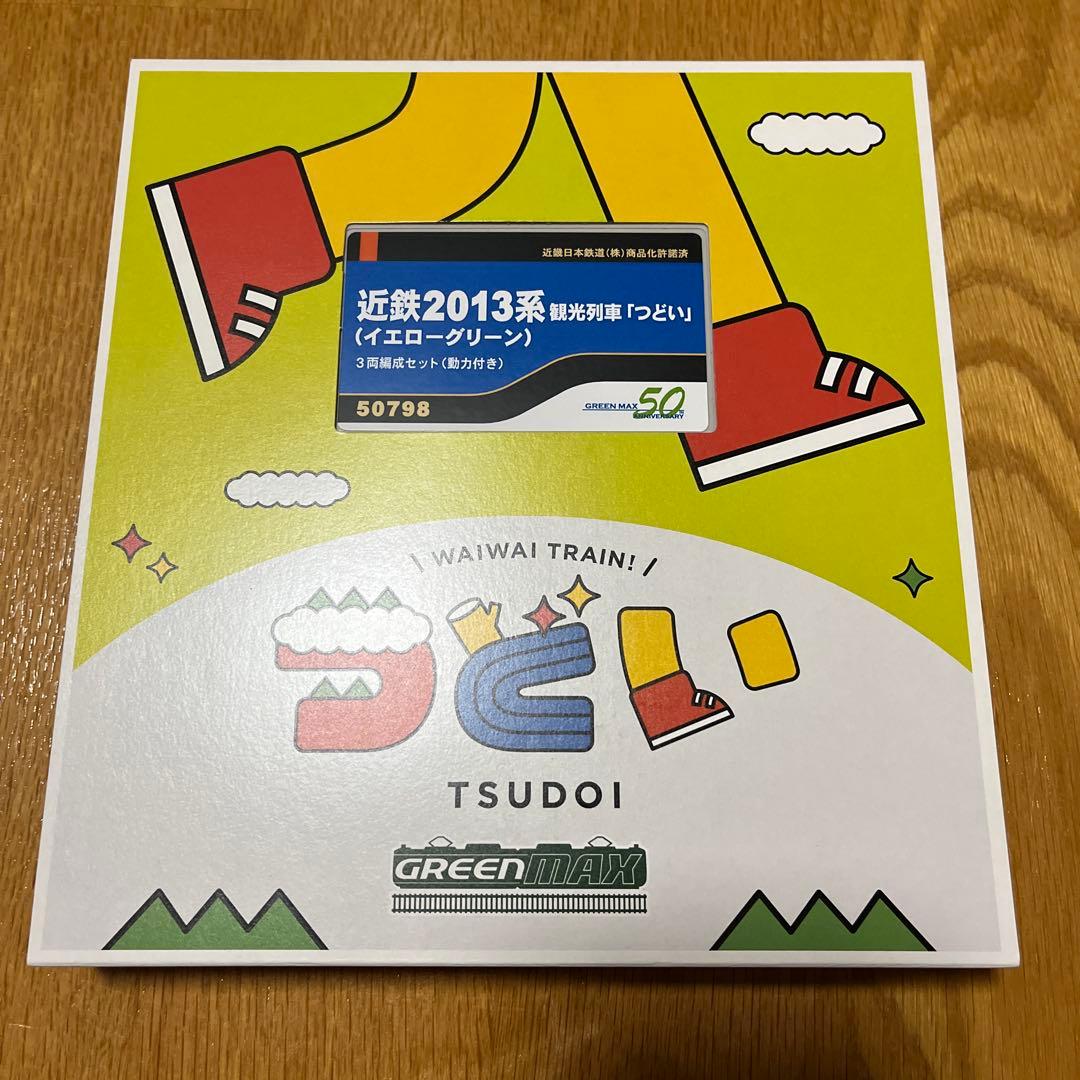 近畿日本鉄道(株)商品化許諾済
近鉄2013系 観光列車「つどい」
(イエローグリーン)
3両編成セット(動力付き)
50798
GREEN MAX 50th
ANNIVERSARY
\ WAIWAI TRAIN! /
つどい
TSUDOI
GREENMAX